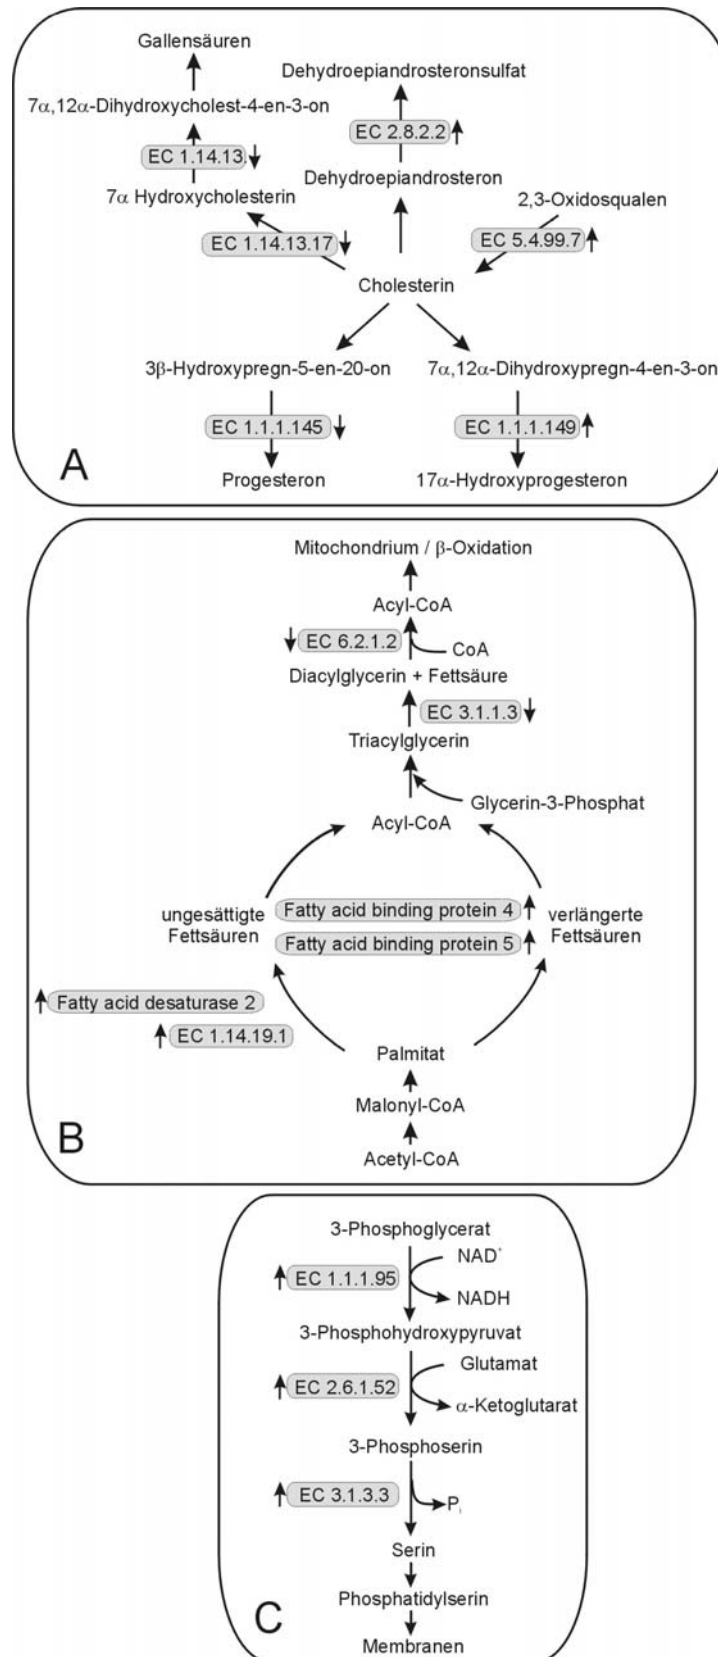 Gallensäuren
Dehydroepiandrosteronsulfat
7α,12α-Dihydroxycholest-4-en-3-on
EC 2.8.2.2
EC 1.14.13.
Dehydroepiandrosteron
7α Hydroxycholesterin
2,3-Oxidosqualen
EC 1.14.13.17
EC 5.4.99.7
Cholesterin
3β-Hydroxypregn-5-en-20-on
7α,12α-Dihydroxypregn-4-en-3-on
EC 1.1.1.145
EC 1.1.1.149
A
Progesteron
17α-Hydroxyprogesteron
Mitochondrium / β-Oxidation
Acyl-CoA
EC 6.2.1.2
CoA
Diacylglycerin + Fettsäure
EC 3.1.1.3
Triacylglycerin
Glycerin-3-Phosphat
Acyl-CoA
ungesättigte
Fettsäuren
Fatty acid binding protein 4
Fatty acid binding protein 5
verlängerte
Fettsäuren
Fatty acid desaturase 2
EC 1.14.19.1
Palmitat
Malonyl-CoA
B
Acetyl-CoA
3-Phosphoglycerat
NAD⁺
EC 1.1.1.95
NADH
3-Phosphohydroxypyruvat
Glutamat
EC 2.6.1.52
α-Ketoglutarat
3-Phosphoserin
EC 3.1.3.3
Pᵢ
Serin
Phosphatidylserin
C
Membranen